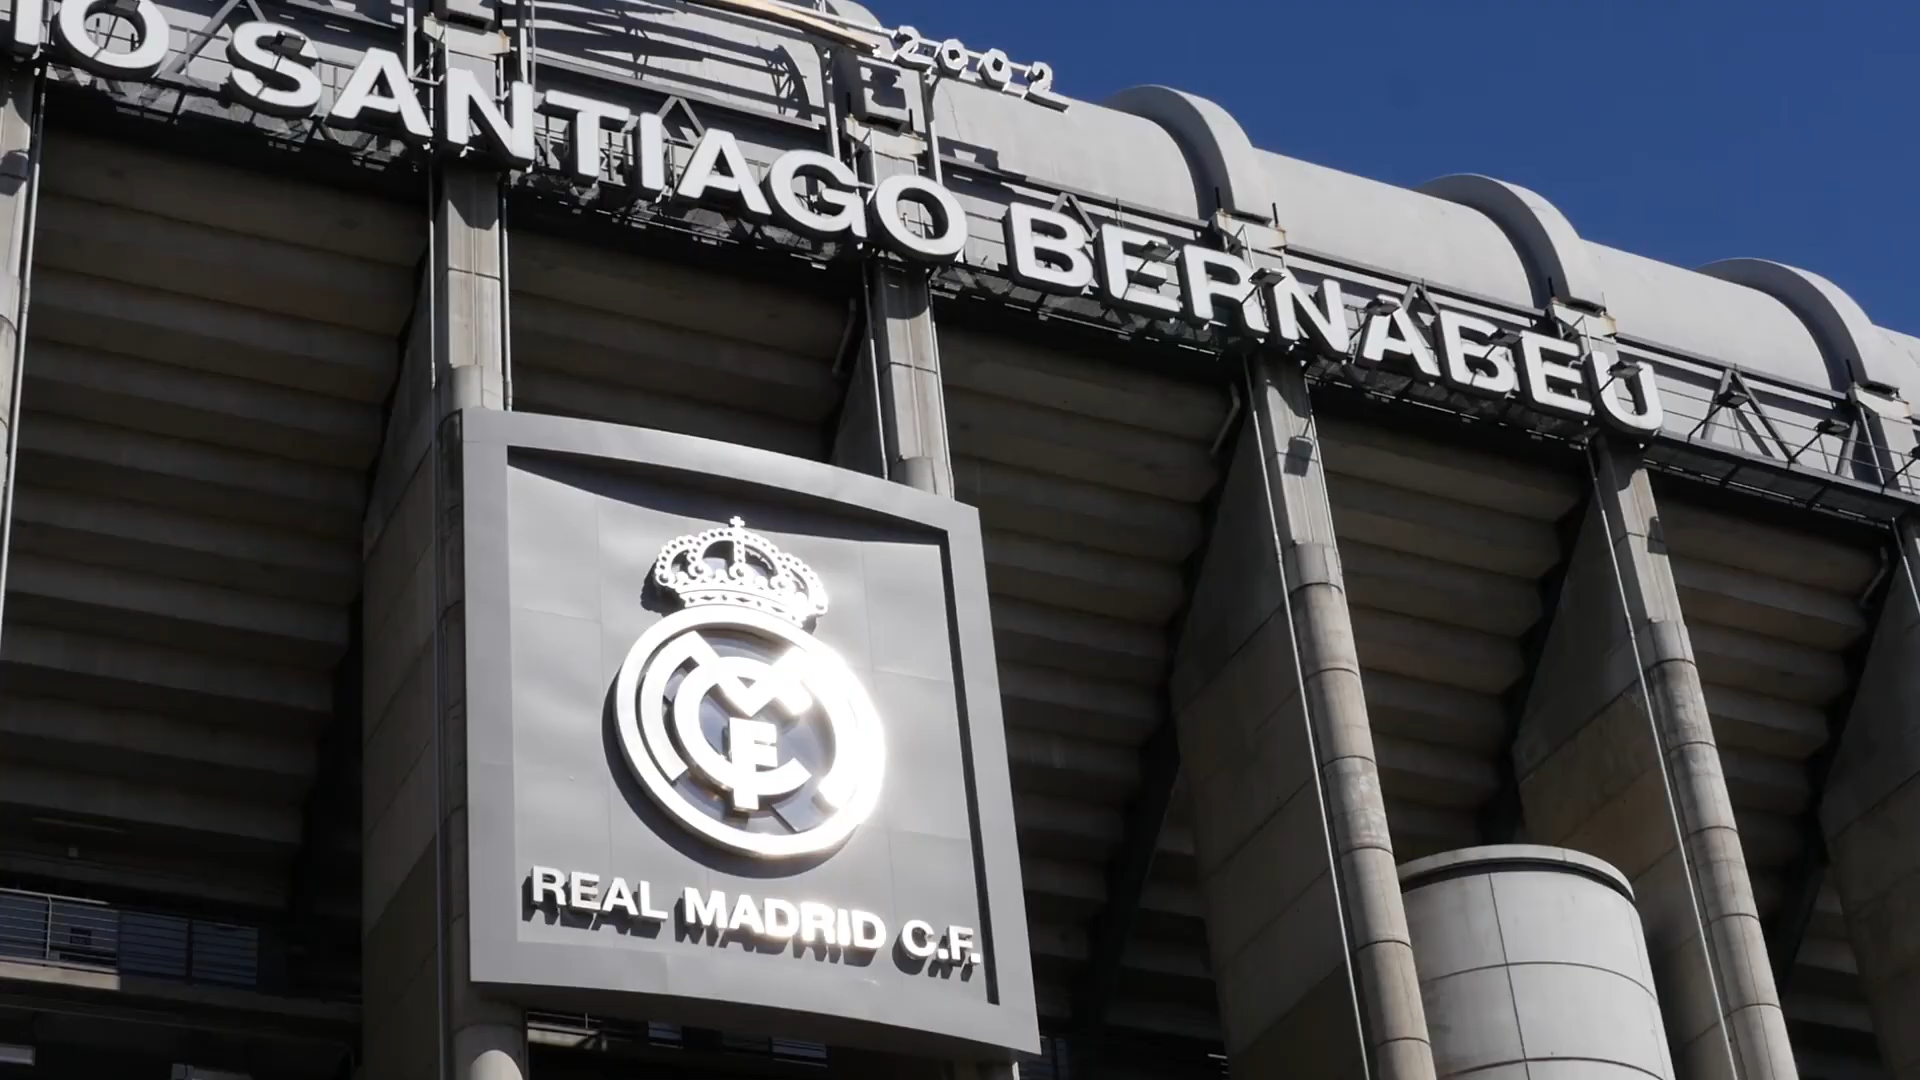 2002
IO SANTIAGO BERNABEU
MCF
REAL MADRID C.F.